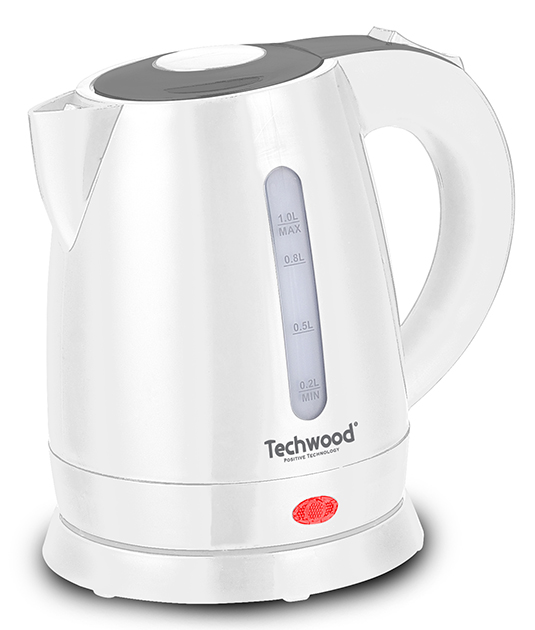 1.0L
MAX
0.8L
0.5L
0.2L
MIN
Techwood®
POSITIVE TECHNOLOGY